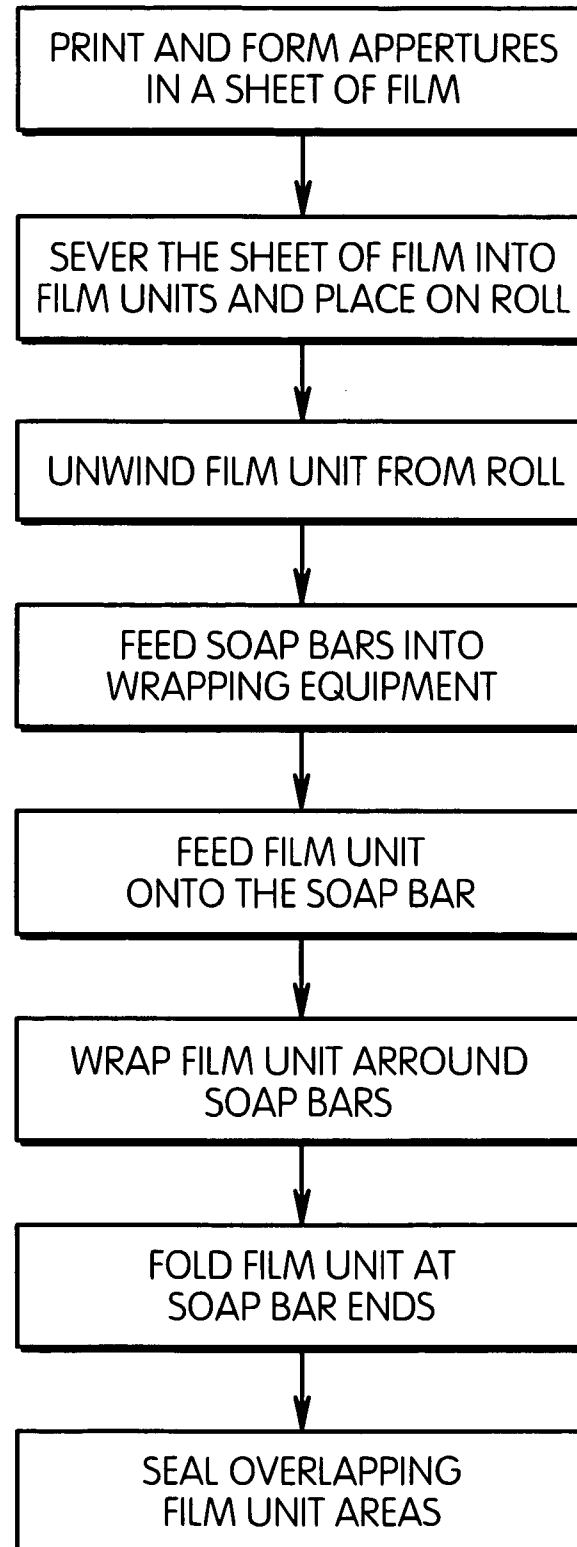 PRINT AND FORM APPERTURES
IN A SHEET OF FILM
SEVER THE SHEET OF FILM INTO
FILM UNITS AND PLACE ON ROLL
UNWIND FILM UNIT FROM ROLL
FEED SOAP BARS INTO
WRAPPING EQUIPMENT
FEED FILM UNIT
ONTO THE SOAP BAR
WRAP FILM UNIT ARROUND
SOAP BARS
FOLD FILM UNIT AT
SOAP BAR ENDS
SEAL OVERLAPPING
FILM UNIT AREAS